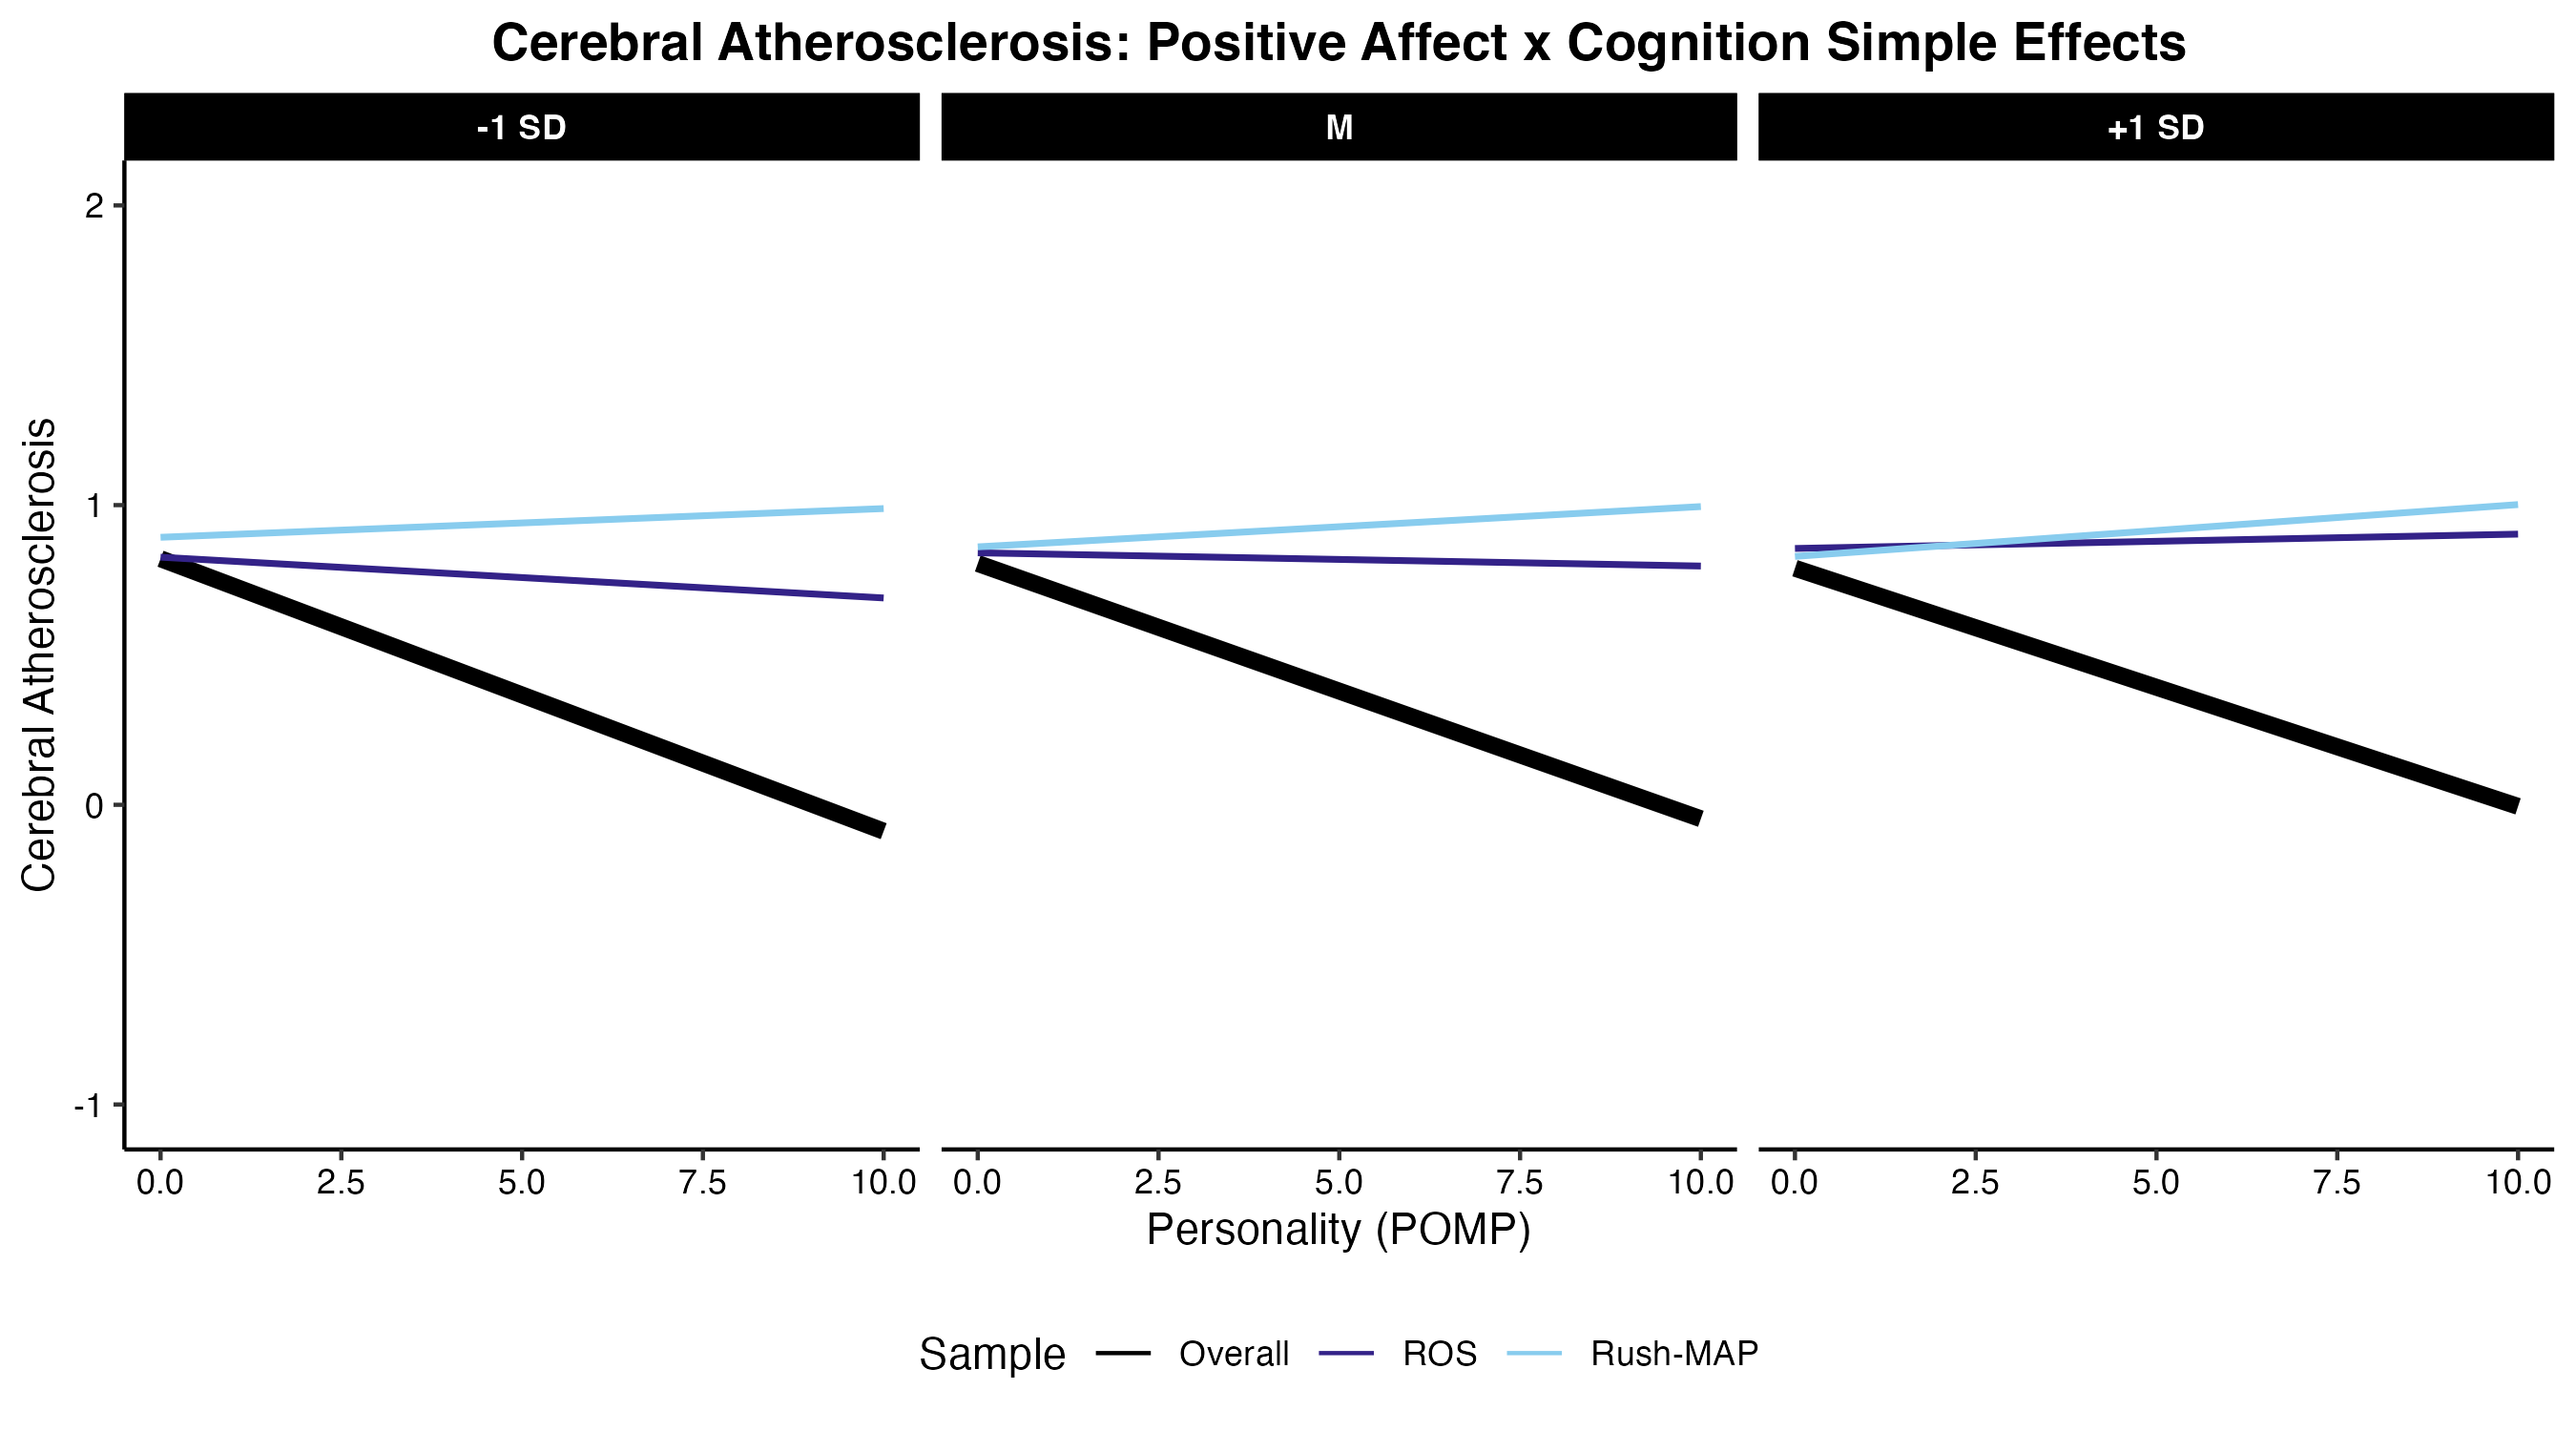 Cerebral Atherosclerosis: Positive Affect x Cognition Simple Effects
-1 SD
M
+1 SD
Cerebral Atherosclerosis
2
1
0
-1
0.0 2.5 5.0 7.5 10.0
0.0 2.5 5.0 7.5 10.0
0.0 2.5 5.0 7.5 10.0
Personality (POMP)
Sample Overall ROS Rush-MAP